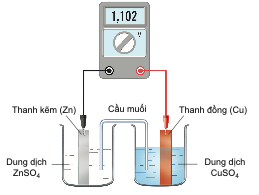 1,102
V
Thanh kẽm (Zn)
Cầu muối
Thanh đồng (Cu)
Dung dịch
ZnSO₄
Dung dịch
CuSO₄